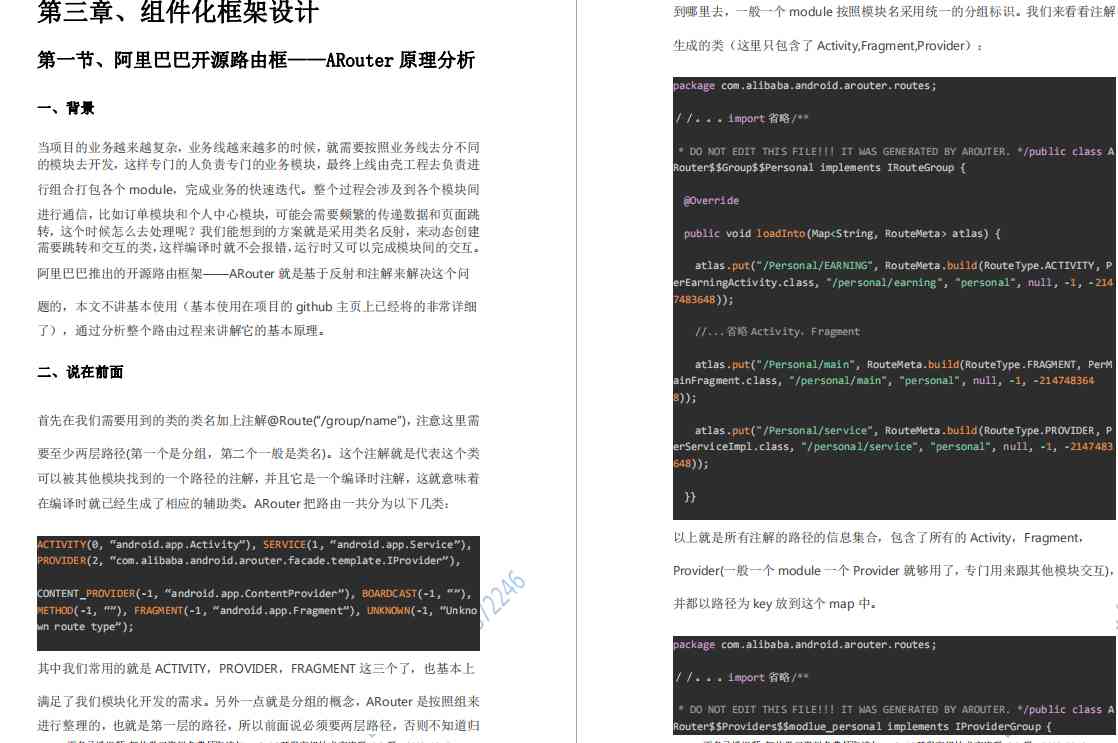 第三章、组件化框架设计
第一节、阿里巴巴开源路由框——ARouter 原理分析
一、背景
当项目的业务越来越复杂，业务线越来越多的时候，就需要按照业务线去分不同
的模块去开发，这样专门的人负责专门的业务模块，最终上线由壳工程去负责进
行组合打包各个 module，完成业务的快速迭代。整个过程会涉及到各个模块间
进行通信，比如订单模块和个人中心模块，可能会需要频繁的传递数据和页面跳
转，这个时候怎么去处理呢？我们能想到的方案就是采用类名反射，来动态创建
需要跳转和交互的类，这样编译时就不会报错，运行时又可以完成模块间的交互。
阿里巴巴推出的开源路由框架——ARouter 就是基于反射和注解来解决这个问
题的，本文不讲基本使用（基本使用在项目的 github 主页上已经将的非常详细
了），通过分析整个路由过程来讲解它的基本原理。
二、说在前面
首先在我们需要用到的类的类名加上注解@Route(“/group/name”)，注意这里需
要至少两层路径(第一个是分组，第二个一般是类名)。这个注解就是代表这个类
可以被其他模块找到的一个路径的注解，并且它是一个编译时注解，这就意味着
在编译时就已经生成了相应的辅助类。ARouter 把路由一共分为以下几类：
ACTIVITY(0, “android.app.Activity”), SERVICE(1, “android.app.Service”),
PROVIDER(2, “com.alibaba.android.arouter.facade.template.IProvider”),
CONTENT_PROVIDER(-1, “android.app.ContentProvider”), BOARDCAST(-1, “”),
METHOD(-1, “”), FRAGMENT(-1, “android.app.Fragment”), UNKNOWN(-1, “Unkno
wn route type”);
其中我们常用的就是 ACTIVITY，PROVIDER，FRAGMENT 这三个了，也基本上
满足了我们模块化开发的需求。另外一点就是分组的概念，ARouter 是按照组来
进行整理的，也就是第一层的路径，所以前面说必须要两层路径，否则不知道归
72246
到哪里去，一般一个 module 按照模块名采用统一的分组标识。我们来看看注解
生成的类（这里只包含了 Activity,Fragment,Provider）：
package com.alibaba.android.arouter.routes;
//...import 省略/**
* DO NOT EDIT THIS FILE!!! IT WAS GENERATED BY AROUTER. */public class A
Router$$Group$$Personal implements IRouteGroup {
@Override
public void loadInto(Map<String, RouteMeta> atlas) {
atlas.put("/Personal/EARNING", RouteMeta.build(RouteType.ACTIVITY, P
erEarningActivity.class, "/personal/earning", "personal", null, -1, -214
7483648));
//...省略 Activity，Fragment
atlas.put("/Personal/main", RouteMeta.build(RouteType.FRAGMENT, PerM
ainFragment.class, "/personal/main", "personal", null, -1, -214748364
8));
atlas.put("/Personal/service", RouteMeta.build(RouteType.PROVIDER, P
erServiceImpl.class, "/personal/service", "personal", null, -1, -2147483
648));
}}
以上就是所有注解的路径的信息集合，包含了所有的 Activity，Fragment，
Provider(一般一个 module 一个 Provider 就够用了，专门用来跟其他模块交互)，
并都以路径为 key 放到这个 map 中。
package com.alibaba.android.arouter.routes;
//...import 省略/**
* DO NOT EDIT THIS FILE!!! IT WAS GENERATED BY AROUTER. */public class A
Router$$Providers$$modlue_personal implements IProviderGroup {